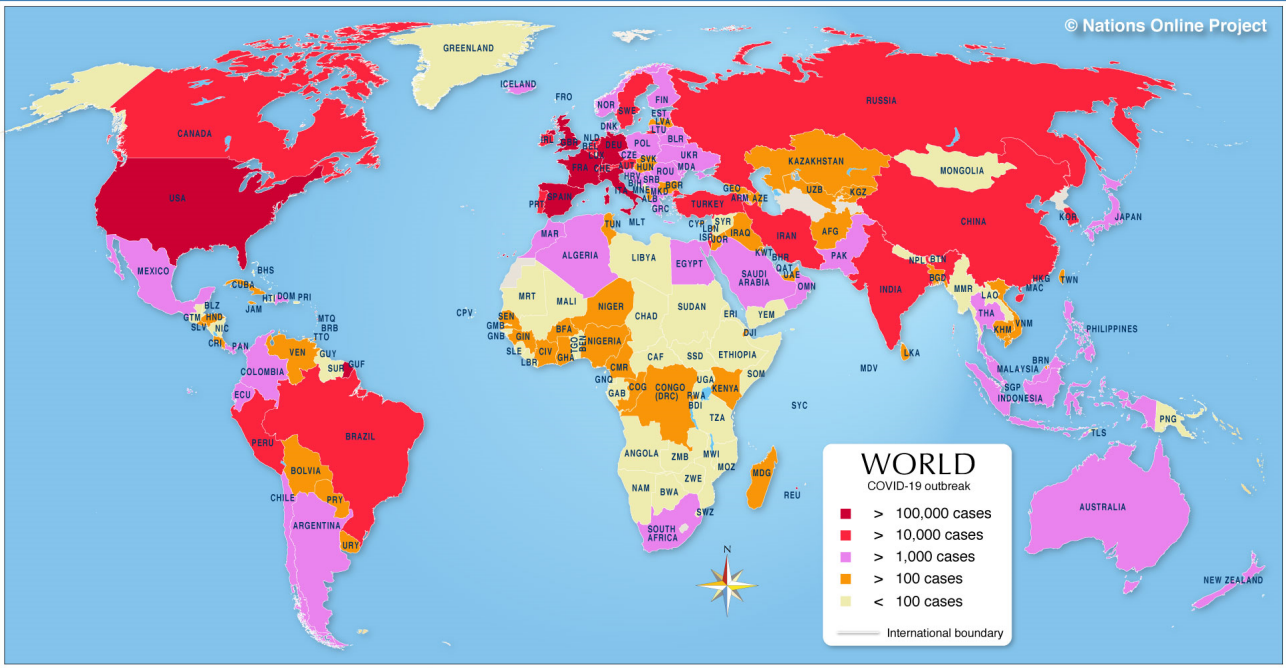 © Nations Online Project
GREENLAND
ICELAND
FRO
NOR
SWE
FIN
RUSSIA
EST
LVA
LTU
DNK
CANADA
IRL
GBR
NLD
BEL
DEU
POL
BLR
LUX
CZE
SVK
UKR
FRA
CHE
AUT
HUN
MDA
ROU
KAZAKHSTAN
MONGOLIA
HRV
SRB
BIH
USA
SPAIN
ITA
MNE
MKD
BGR
GEO
UZB
KGZ
PRT
ALB
GRC
TURKEY
ARM
AZE
CHINA
KOR
JAPAN
TUN
MLT
CYP
SYR
LBN
ISR
JOR
IRAQ
IRAN
AFG
MAR
ALGERIA
LIBYA
EGYPT
KWT
BHR
QAT
UAE
PAK
NPL
BTN
MEXICO
BHS
CUBA
SAUDI
ARABIA
OMN
INDIA
BGD
HKG
MAC
TWN
HTI
DOM
PRI
JAM
BLZ
GTM
HND
SLV
NIC
CRI
PAN
MTQ
BRB
TTO
CPV
MRT
MALI
NIGER
CHAD
SUDAN
ERI
YEM
DJI
MMR
LAO
THA
VNM
KHM
PHILIPPINES
SEN
GMB
GNB
GIN
SLE
LBR
CIV
BFA
GHA
TGO
BEN
NIGERIA
CMR
CAF
SSD
ETHIOPIA
SOM
LKA
MDV
BRN
MALAYSIA
SGP
INDONESIA
VEN
GUY
SUR
GUF
COLOMBIA
ECU
GNQ
GAB
COG
CONGO
(DRC)
UGA
RWA
BDI
KENYA
TZA
SYC
PNG
TLS
PERU
BRAZIL
BOLVIA
ANGOLA
ZMB
MWI
MOZ
MDG
REU
CHILE
PRY
NAM
BWA
ZWE
SWZ
ARGENTINA
URY
SOUTH
AFRICA
AUSTRALIA
NEW ZEALAND
N
WORLD
COVID-19 outbreak
> 100,000 cases
> 10,000 cases
> 1,000 cases
> 100 cases
< 100 cases
International boundary